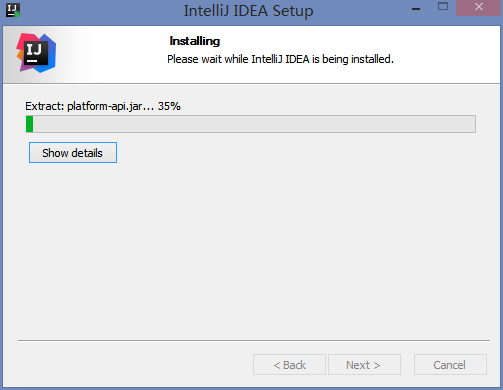 IJ
IntelliJ IDEA Setup
IJ
Installing
Please wait while IntelliJ IDEA is being installed.
Extract: platform-api.jar... 35%
Show details
< Back
Next >
Cancel